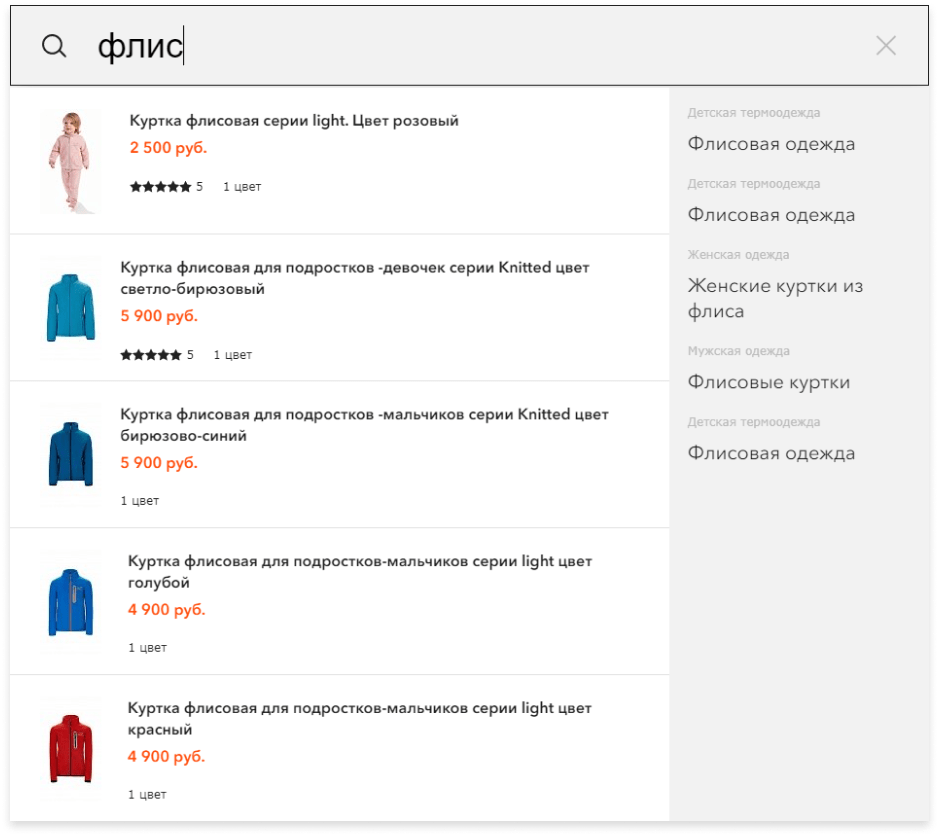 флис
Куртка флисовая серии light. Цвет розовый
2 500 руб.
★★★★★ 5 1 цвет
Куртка флисовая для подростков -девочек серии Knitted цвет
светло-бирюзовый
5 900 руб.
★★★★★ 5 1 цвет
Куртка флисовая для подростков -мальчиков серии Knitted цвет
бирюзово-синий
5 900 руб.
1 цвет
Куртка флисовая для подростков-мальчиков серии light цвет
голубой
4 900 руб.
1 цвет
Куртка флисовая для подростков-мальчиков серии light цвет
красный
4 900 руб.
1 цвет
Детская термоодежда
Флисовая одежда
Детская термоодежда
Флисовая одежда
Женская одежда
Женские куртки из
флиса
Мужская одежда
Флисовые куртки
Детская термоодежда
Флисовая одежда